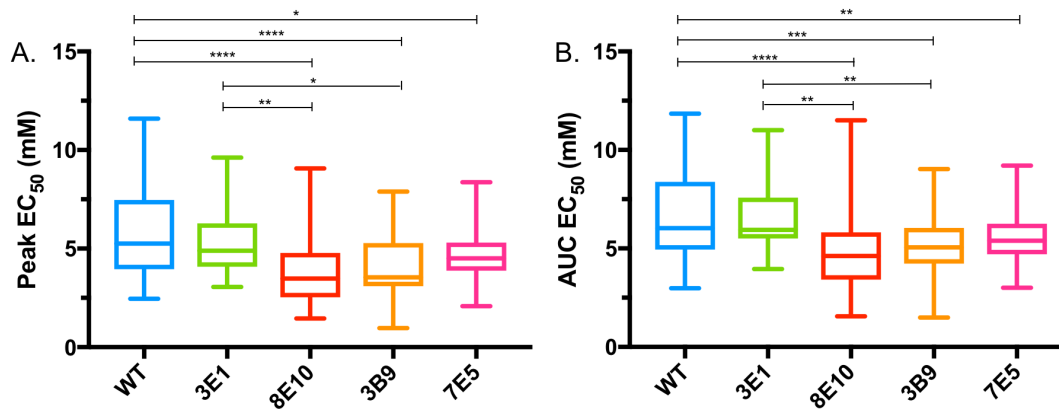 A.
*
****
****
*
**
Peak EC50 (mM)
15
10
5
0
WT
3E1
8E10
3B9
7E5
B.
**
***
****
**
**
AUC EC50 (mM)
15
10
5
0
WT
3E1
8E10
3B9
7E5